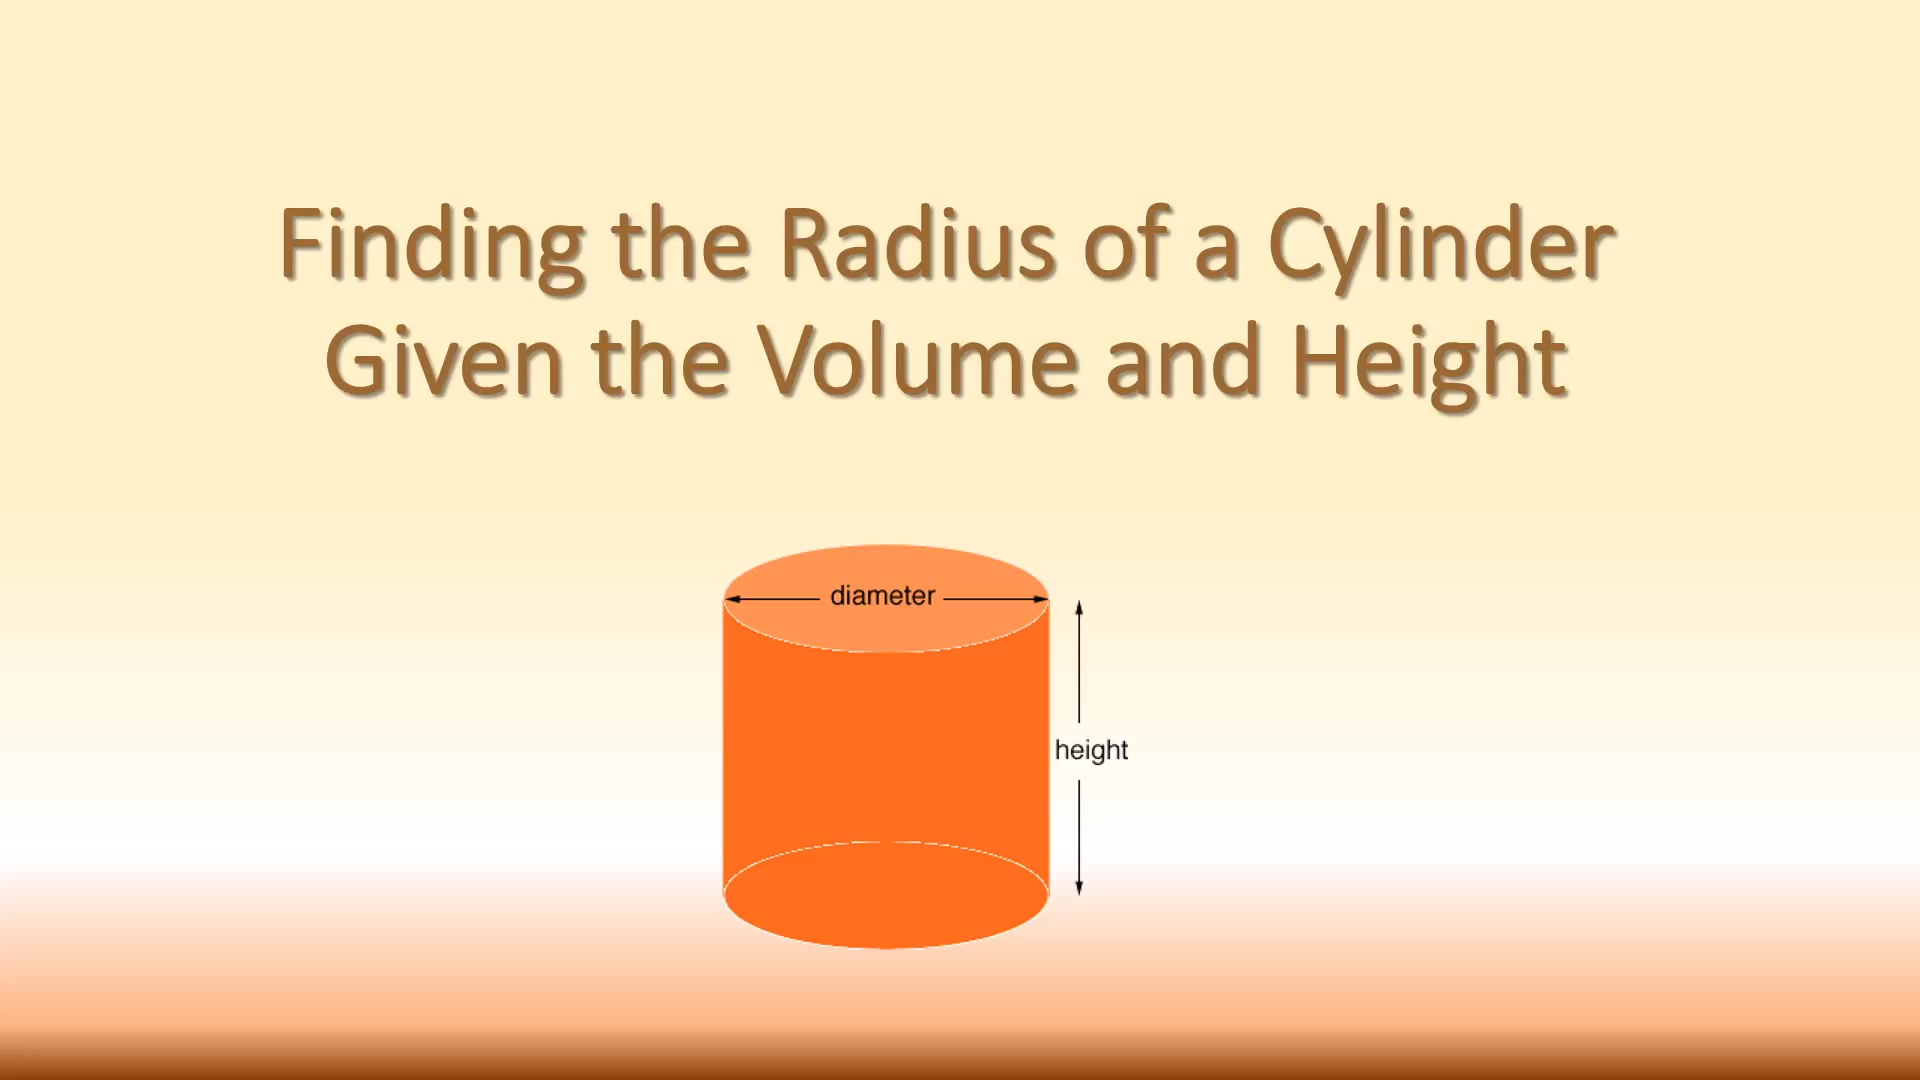 Finding the Radius of a Cylinder
Given the Volume and Height
diameter
height